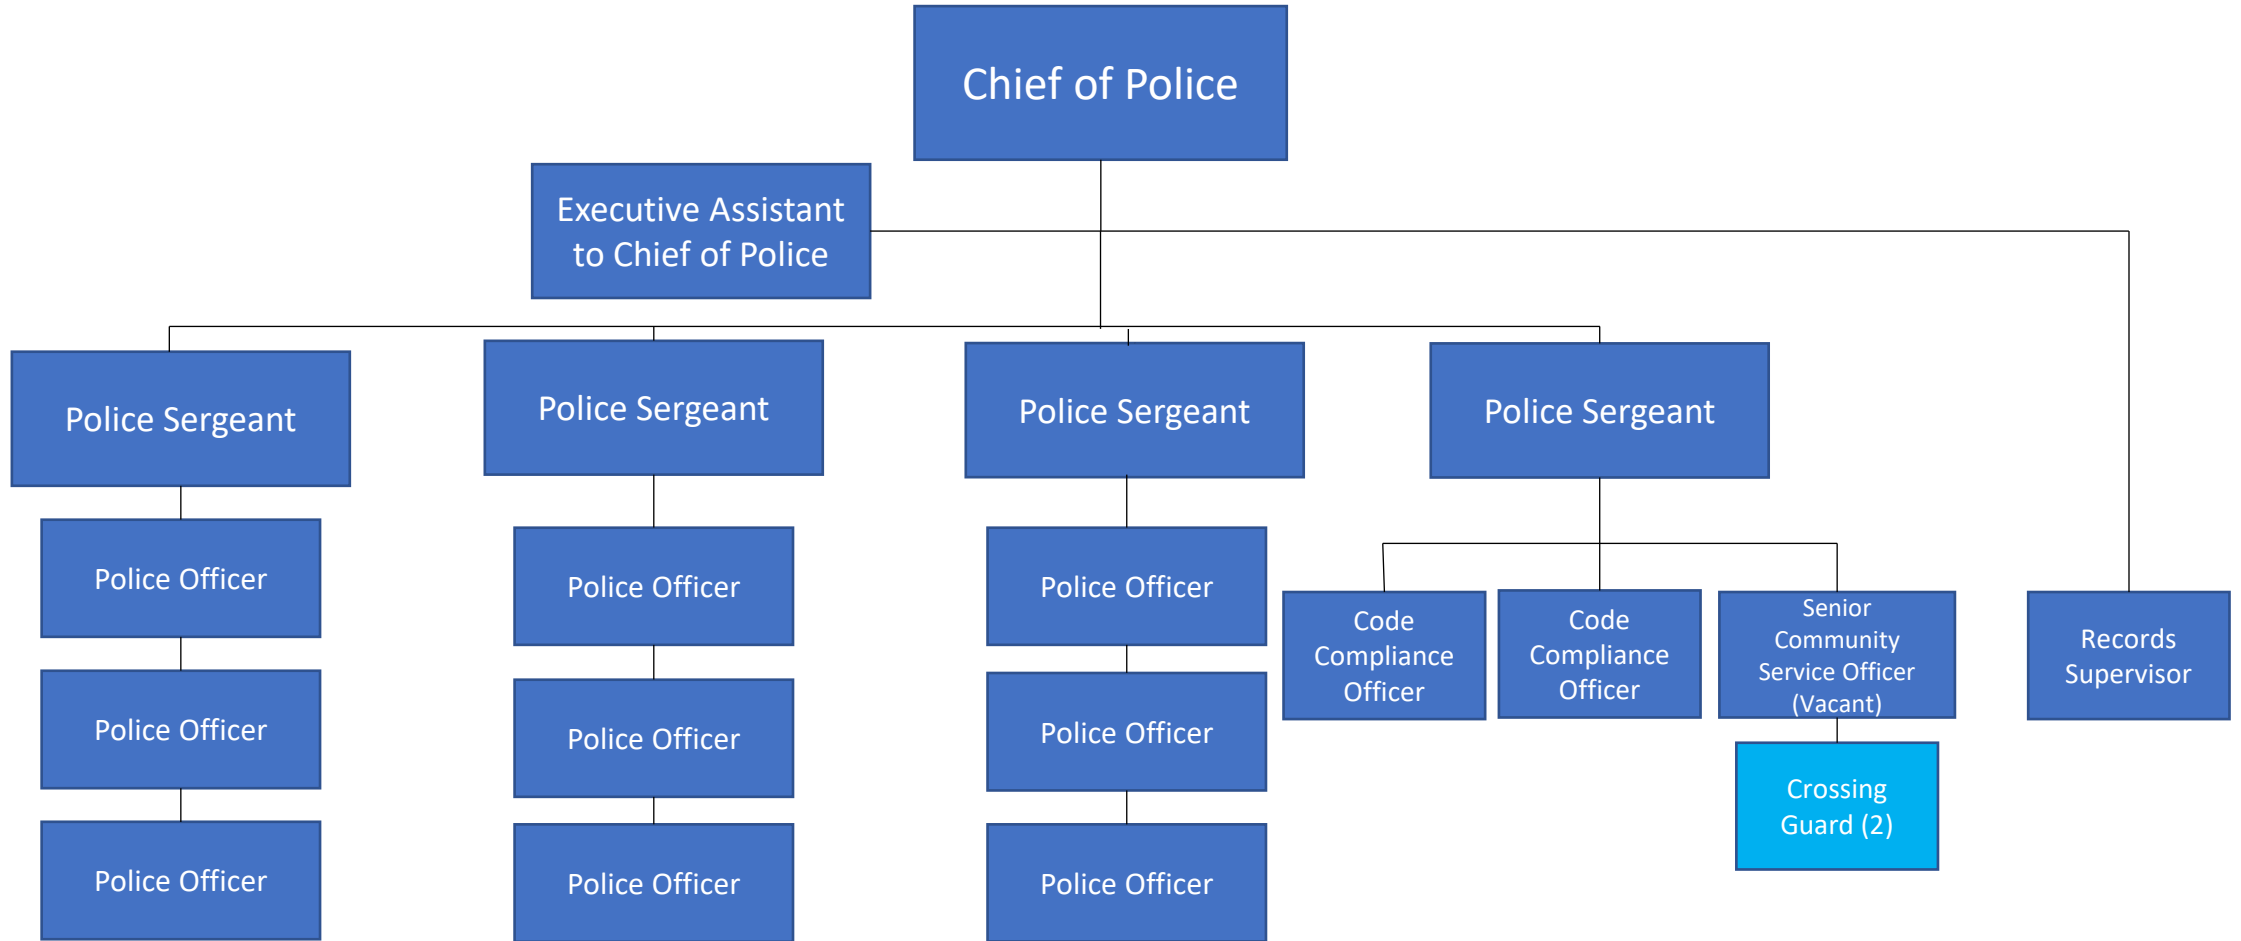 Chief of Police
Executive Assistant
to Chief of Police
Police Sergeant
Police Sergeant
Police Sergeant
Police Sergeant
Police Officer
Police Officer
Police Officer
Police Officer
Police Officer
Police Officer
Police Officer
Police Officer
Police Officer
Code
Compliance
Officer
Code
Compliance
Officer
Senior
Community
Service Officer
(Vacant)
Crossing
Guard (2)
Records
Supervisor